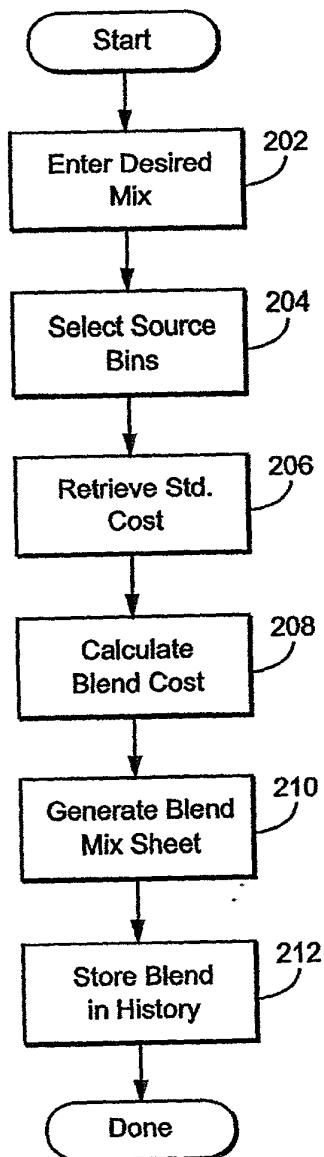 Start
202
Enter Desired
Mix
204
Select Source
Bins
206
Retrieve Std.
Cost
208
Calculate
Blend Cost
210
Generate Blend
Mix Sheet
212
Store Blend
in History
Done